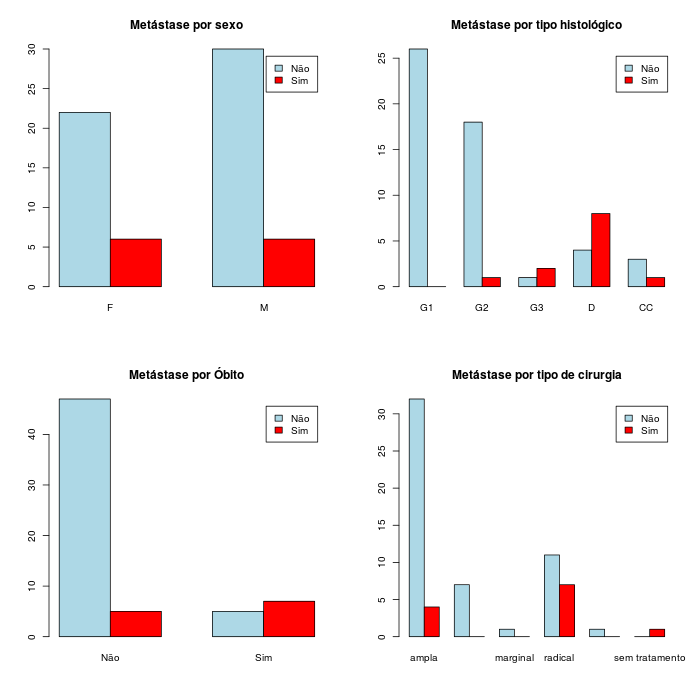 Metástase por sexo
Não
Sim
0 5 10 15 20 25 30
F M
Metástase por tipo histológico
Não
Sim
0 5 10 15 20 25
G1 G2 G3 D CC
Metástase por Óbito
Não
Sim
0 10 20 30 40
Não Sim
Metástase por tipo de cirurgia
Não
Sim
0 5 10 15 20 25 30
ampla marginal radical sem tratamento